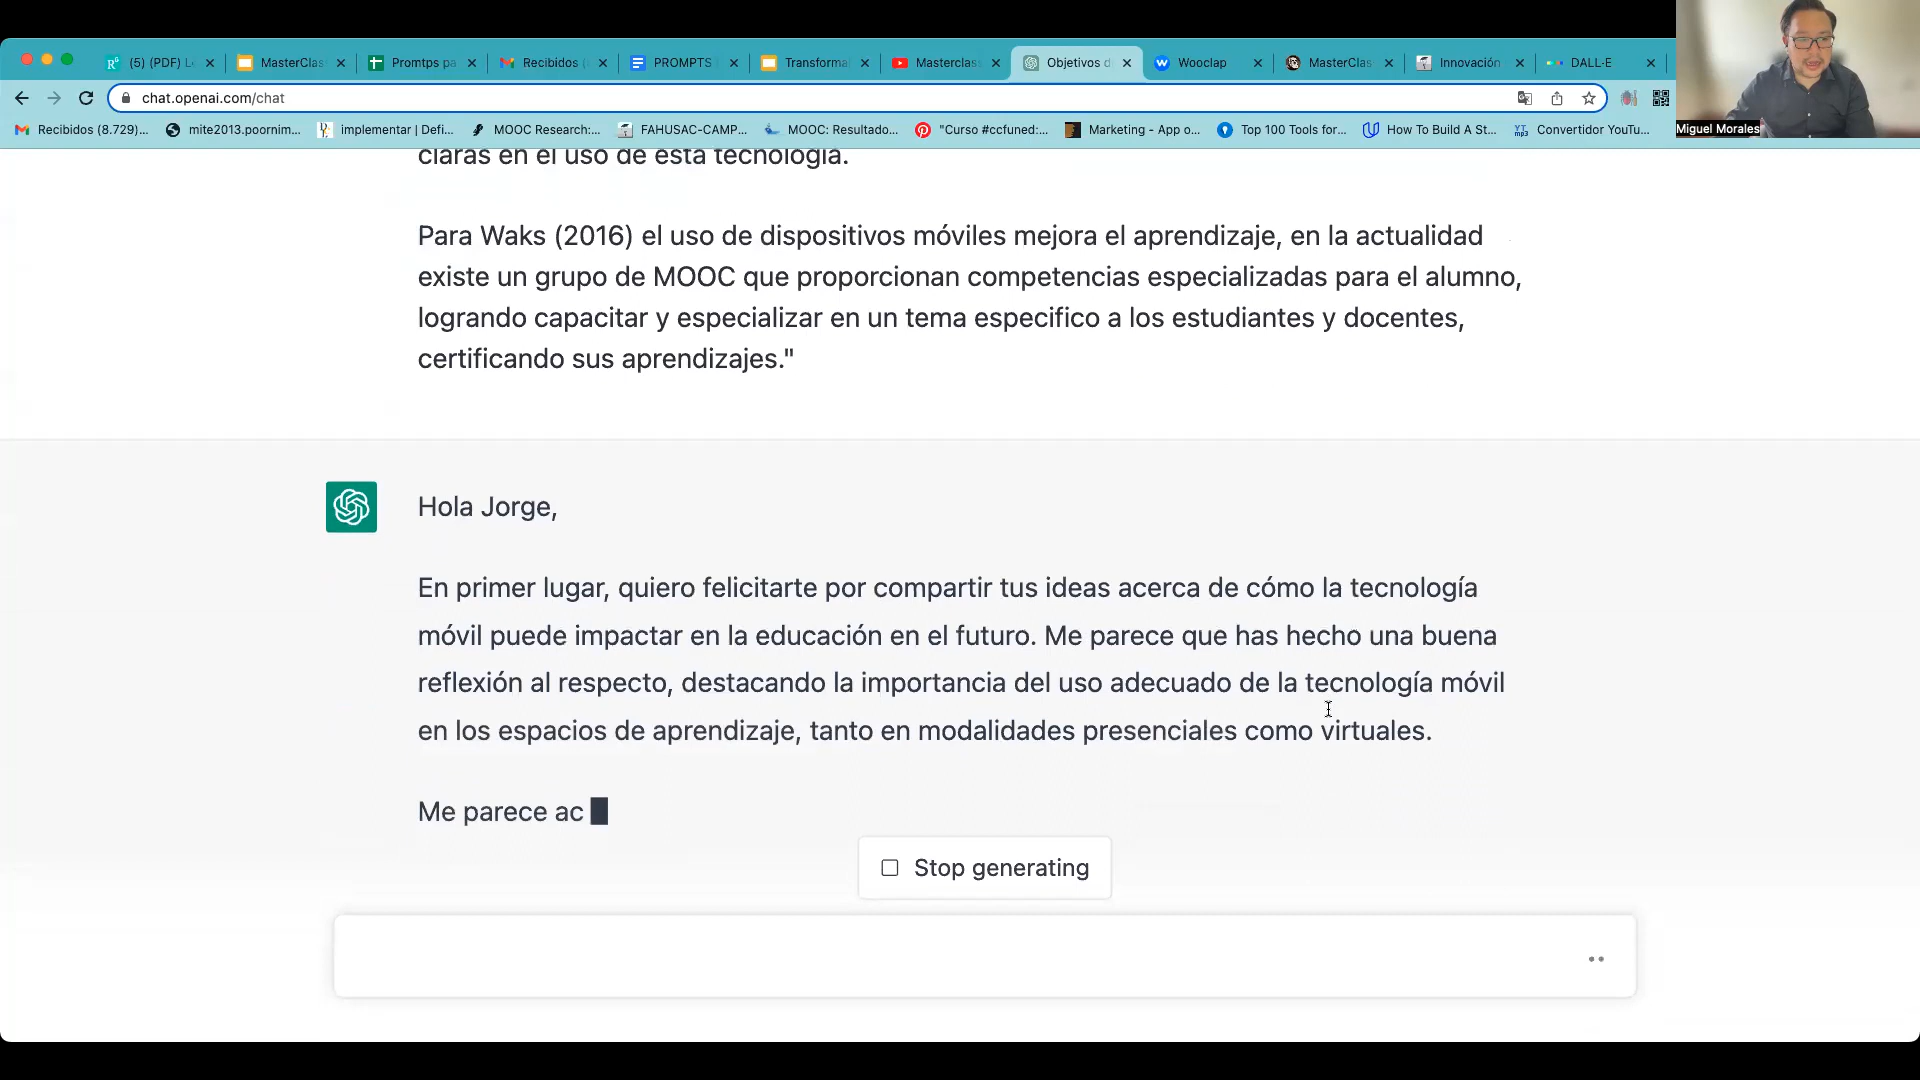 (5) (PDF) L
MasterClas
Promtps pa
Recibidos (
PROMPTS
Transforma
Masterclas
Objetivos d
Wooclap
MasterClas
Innovación
DALL·E
chat.openai.com/chat
Recibidos (8.729)...
mite2013.poornim...
implementar | Defi...
MOOC Research:...
FAHUSAC-CAMP...
MOOC: Resultado...
"Curso #ccfuned:...
Marketing - App o...
Top 100 Tools for...
How To Build A St...
Convertidor YouTu...
Miguel Morales
claras en el uso de esta tecnología.
Para Waks (2016) el uso de dispositivos móviles mejora el aprendizaje, en la actualidad
existe un grupo de MOOC que proporcionan competencias especializadas para el alumno,
logrando capacitar y especializar en un tema especifico a los estudiantes y docentes,
certificando sus aprendizajes."
Hola Jorge,
En primer lugar, quiero felicitarte por compartir tus ideas acerca de cómo la tecnología
móvil puede impactar en la educación en el futuro. Me parece que has hecho una buena
reflexión al respecto, destacando la importancia del uso adecuado de la tecnología móvil
en los espacios de aprendizaje, tanto en modalidades presenciales como virtuales.
Me parece ac
Stop generating